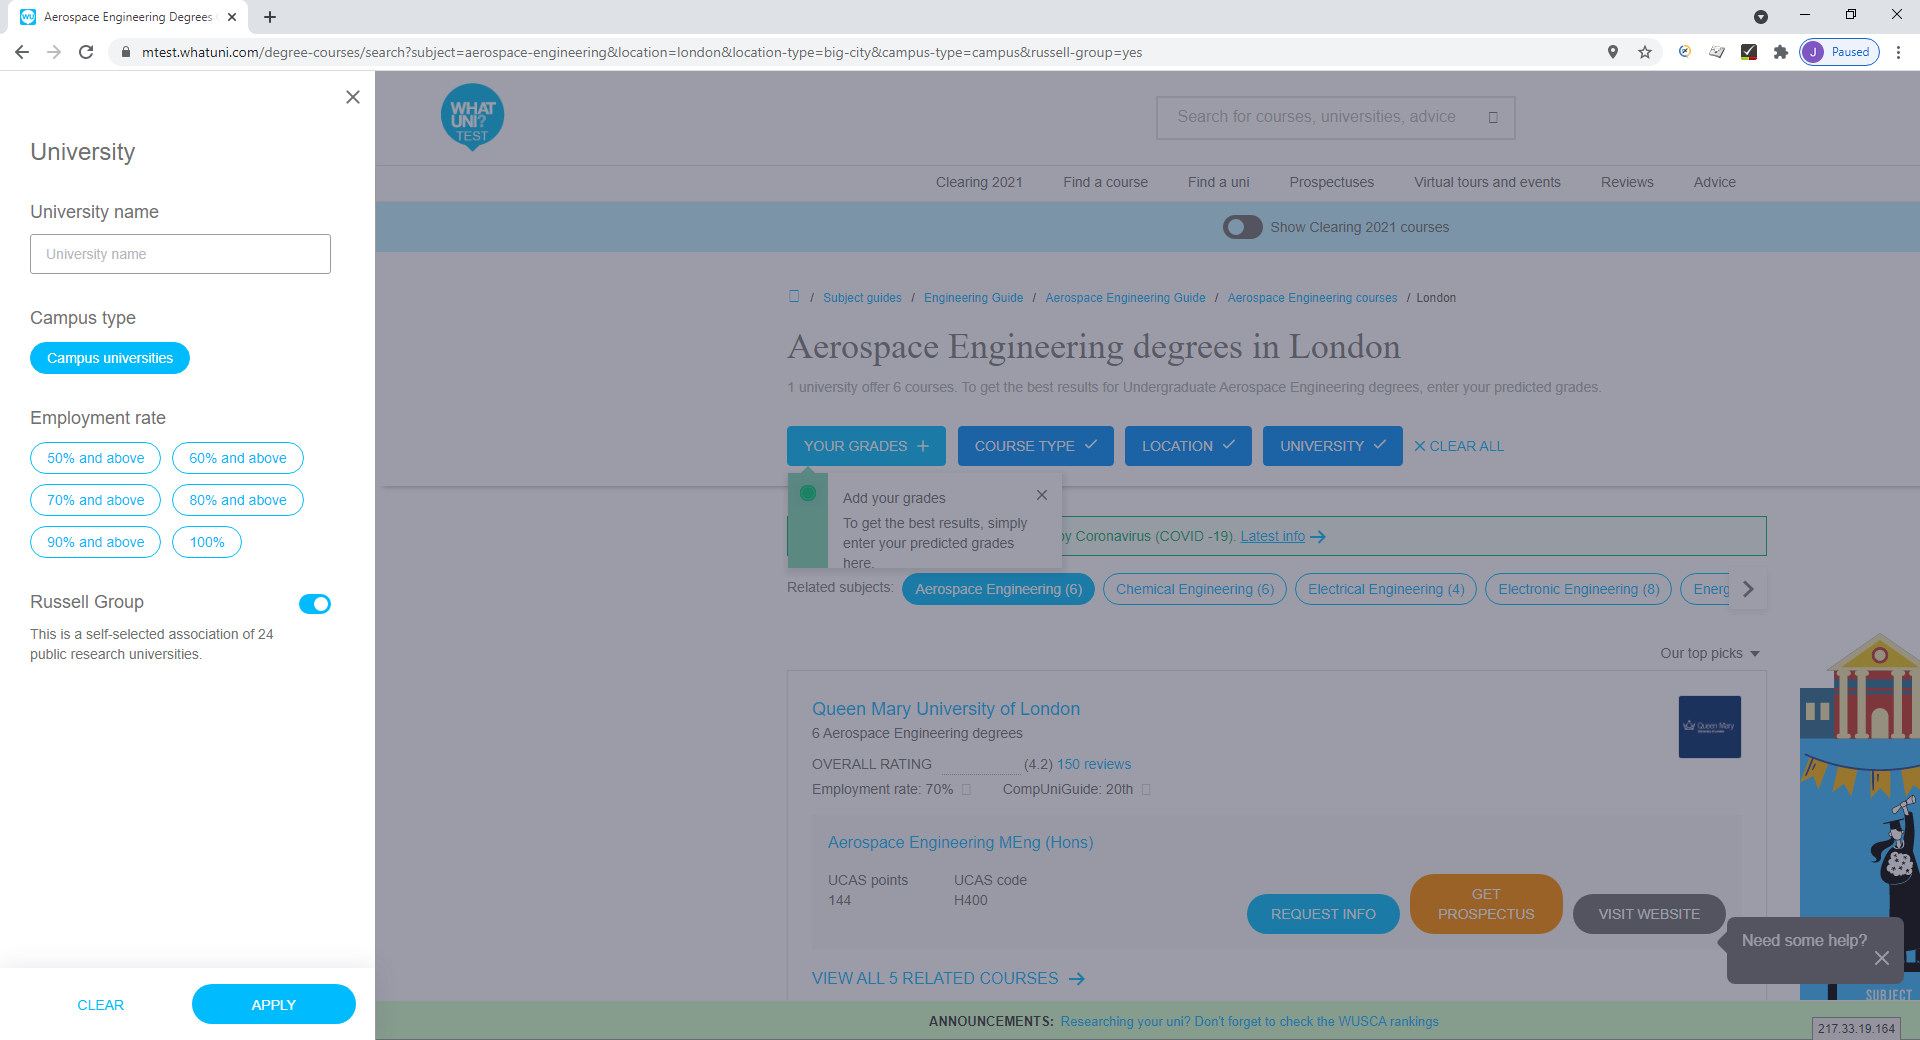 Aerospace Engineering Degrees
mtest.whatuni.com/degree-courses/search?subject=aerospace-engineering&location=london&location-type=big-city&campus-type=campus&russell-group=yes
J Paused
University
University name
University name
Campus type
Campus universities
Employment rate
50% and above 60% and above
70% and above 80% and above
90% and above 100%
Russell Group
This is a self-selected association of 24
public research universities.
CLEAR APPLY
WHAT
UNI?
TEST
Search for courses, universities, advice
Clearing 2021 Find a course Find a uni Prospectuses Virtual tours and events Reviews Advice
Show Clearing 2021 courses
/ Subject guides / Engineering Guide / Aerospace Engineering Guide / Aerospace Engineering courses / London
Aerospace Engineering degrees in London
1 university offer 6 courses. To get the best results for Undergraduate Aerospace Engineering degrees, enter your predicted grades.
YOUR GRADES COURSE TYPE LOCATION UNIVERSITY CLEAR ALL
Add your grades
To get the best results, simply
enter your predicted grades
here.
by Coronavirus (COVID -19). Latest info
Related subjects: Aerospace Engineering (6) Chemical Engineering (6) Electrical Engineering (4) Electronic Engineering (8) Energ
Our top picks
Queen Mary University of London
6 Aerospace Engineering degrees
Queen Mary
OVERALL RATING (4.2) 150 reviews
Employment rate: 70% CompUniGuide: 20th
Aerospace Engineering MEng (Hons)
UCAS points UCAS code
144 H400
REQUEST INFO GET PROSPECTUS VISIT WEBSITE
Need some help?
VIEW ALL 5 RELATED COURSES
SUBJECT
ANNOUNCEMENTS: Researching your uni? Don't forget to check the WUSCA rankings
217.33.19.164